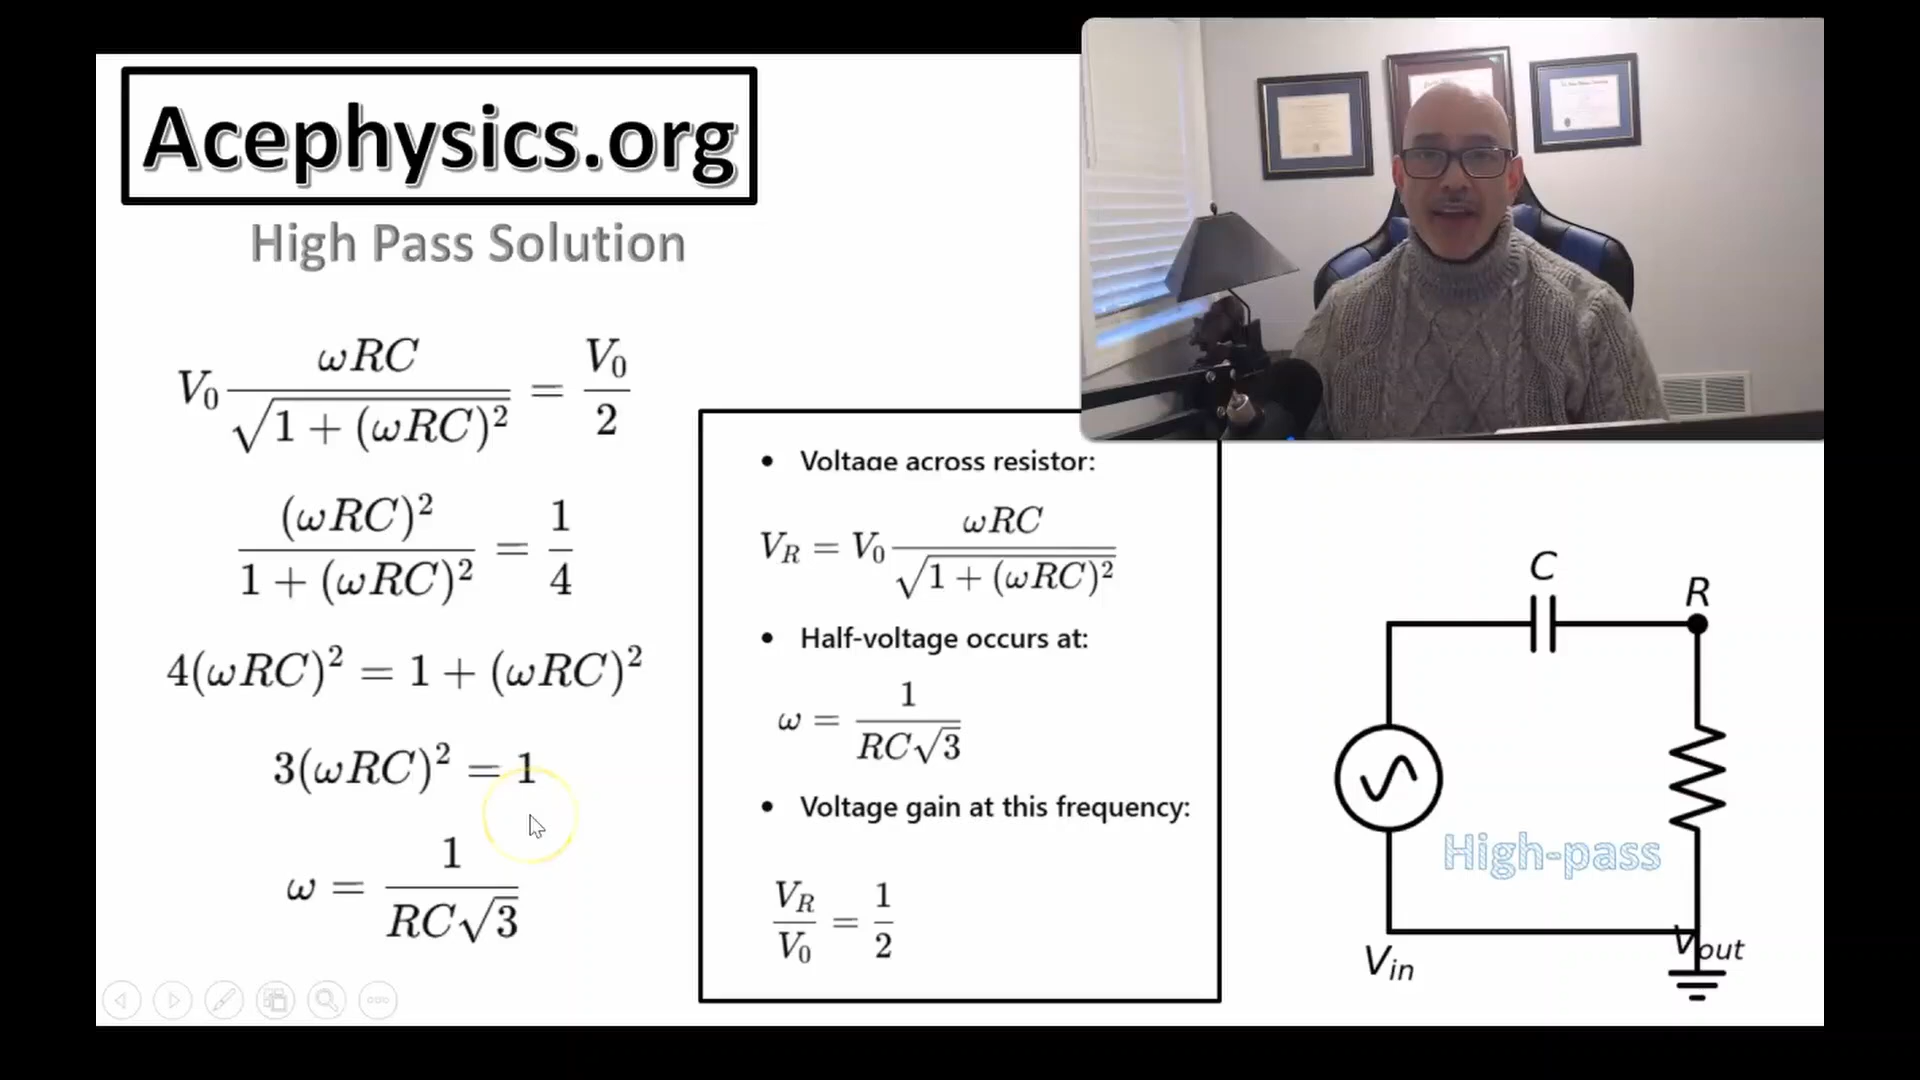 Acephysics.org
High Pass Solution
V₀ ωRC / √(1 + (ωRC)²) = V₀ / 2
(ωRC)² / (1 + (ωRC)²) = 1 / 4
4(ωRC)² = 1 + (ωRC)²
3(ωRC)² = 1
ω = 1 / (RC√3)
• Voltage across resistor:
V_R = V₀ ωRC / √(1 + (ωRC)²)
• Half-voltage occurs at:
ω = 1 / (RC√3)
• Voltage gain at this frequency:
V_R / V₀ = 1 / 2
C
R
High-pass
V_in
V_out